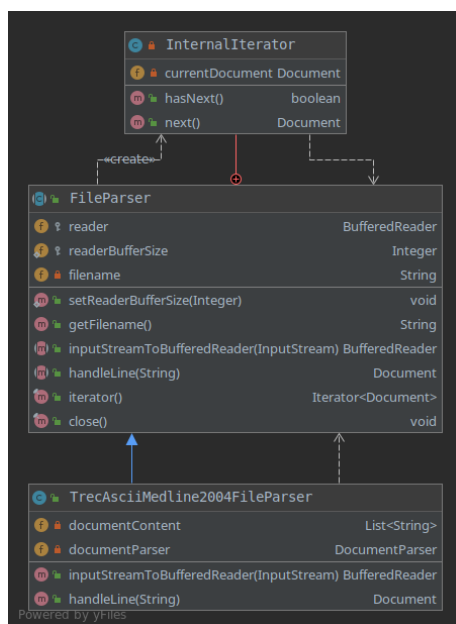 InternalIterator
currentDocument Document
hasNext() boolean
next() Document
«create»
FileParser
reader BufferedReader
readerBufferSize Integer
filename String
setReaderBufferSize(Integer) void
getFilename() String
inputStreamToBufferedReader(InputStream) BufferedReader
handleLine(String) Document
iterator() Iterator<Document>
close() void
TrecAsciiMedline2004FileParser
documentContent List<String>
documentParser DocumentParser
inputStreamToBufferedReader(InputStream) BufferedReader
handleLine(String) Document
Powered by yFiles